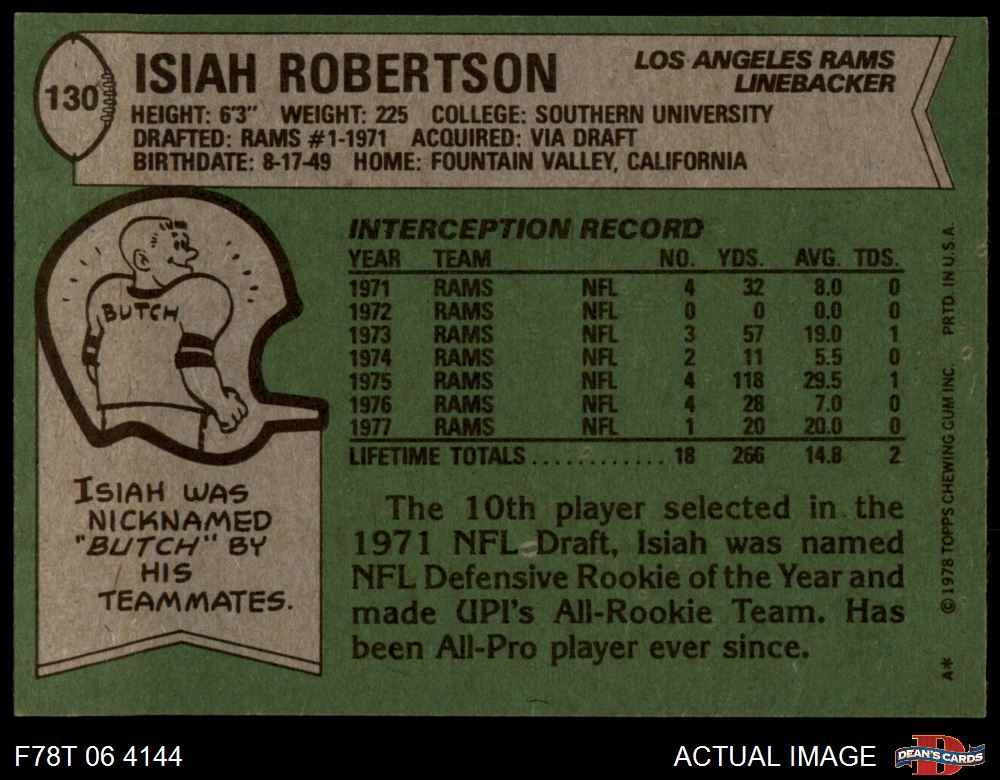 130
ISIAH ROBERTSON
LOS ANGELES RAMS
LINEBACKER
HEIGHT: 6'3" WEIGHT: 225 COLLEGE: SOUTHERN UNIVERSITY
DRAFTED: RAMS #1-1971 ACQUIRED: VIA DRAFT
BIRTHDATE: 8-17-49 HOME: FOUNTAIN VALLEY, CALIFORNIA
BUTCH
ISIAH WAS
NICKNAMED
"BUTCH" BY
HIS
TEAMMATES.
INTERCEPTION RECORD
YEAR TEAM NO. YDS. AVG. TDS.
1971 RAMS NFL 4 32 8.0 0
1972 RAMS NFL 0 0 0.0 0
1973 RAMS NFL 3 57 19.0 1
1974 RAMS NFL 2 11 5.5 0
1975 RAMS NFL 4 118 29.5 1
1976 RAMS NFL 4 28 7.0 0
1977 RAMS NFL 1 20 20.0 0
LIFETIME TOTALS ............ 18 266 14.8 2
The 10th player selected in the
1971 NFL Draft, Isiah was named
NFL Defensive Rookie of the Year and
made UPI's All-Rookie Team. Has
been All-Pro player ever since.
A* © 1978 TOPPS CHEWING GUM INC. PRTD. IN U.S.A.
F78T 06 4144
ACTUAL IMAGE
D
DEAN'S CARDS